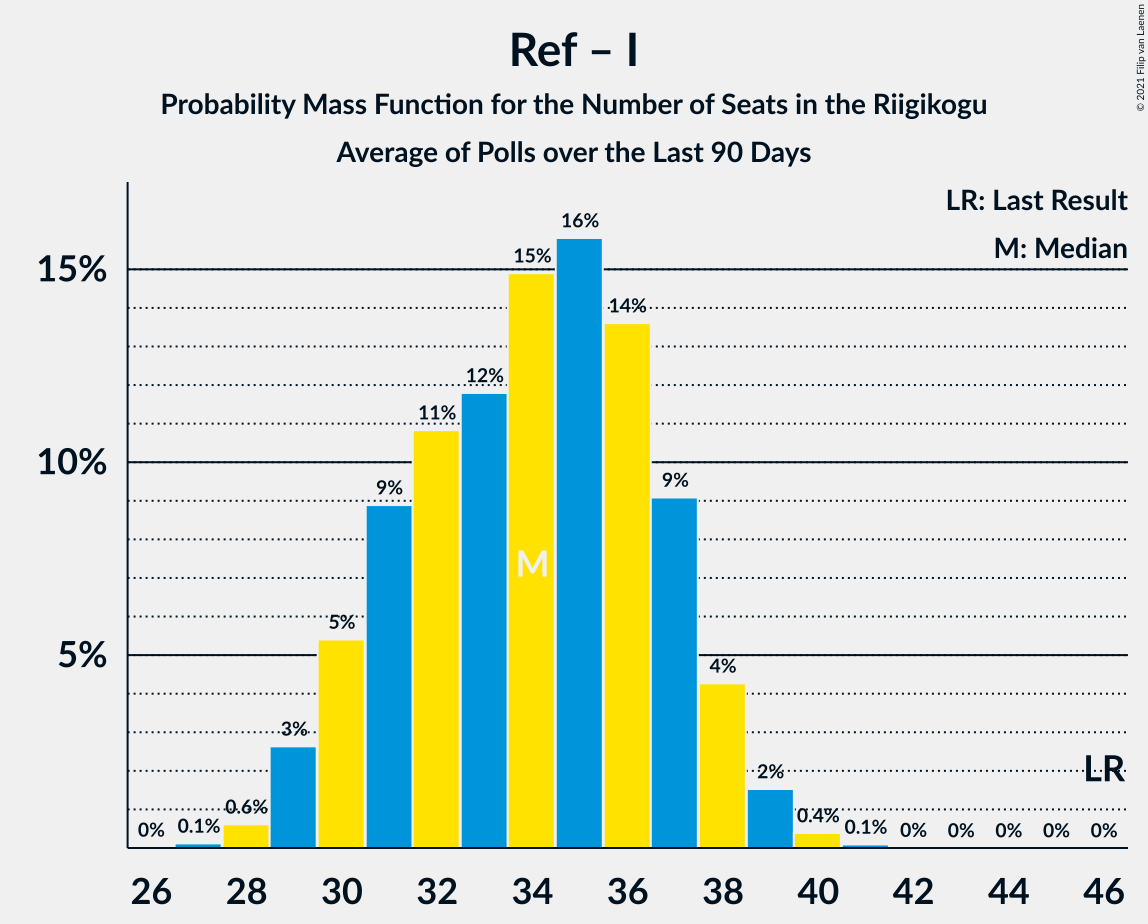 Ref – I
Probability Mass Function for the Number of Seats in the Riigikogu
Average of Polls over the Last 90 Days
© 2021 Filip van Laenen
LR: Last Result
M: Median
15%
10%
5%
0%
0.1%
0.6%
3%
5%
9%
11%
12%
15%
16%
14%
9%
4%
2%
0.4%
0.1%
0%
0%
0%
0%
0%
M
LR
26 28 30 32 34 36 38 40 42 44 46